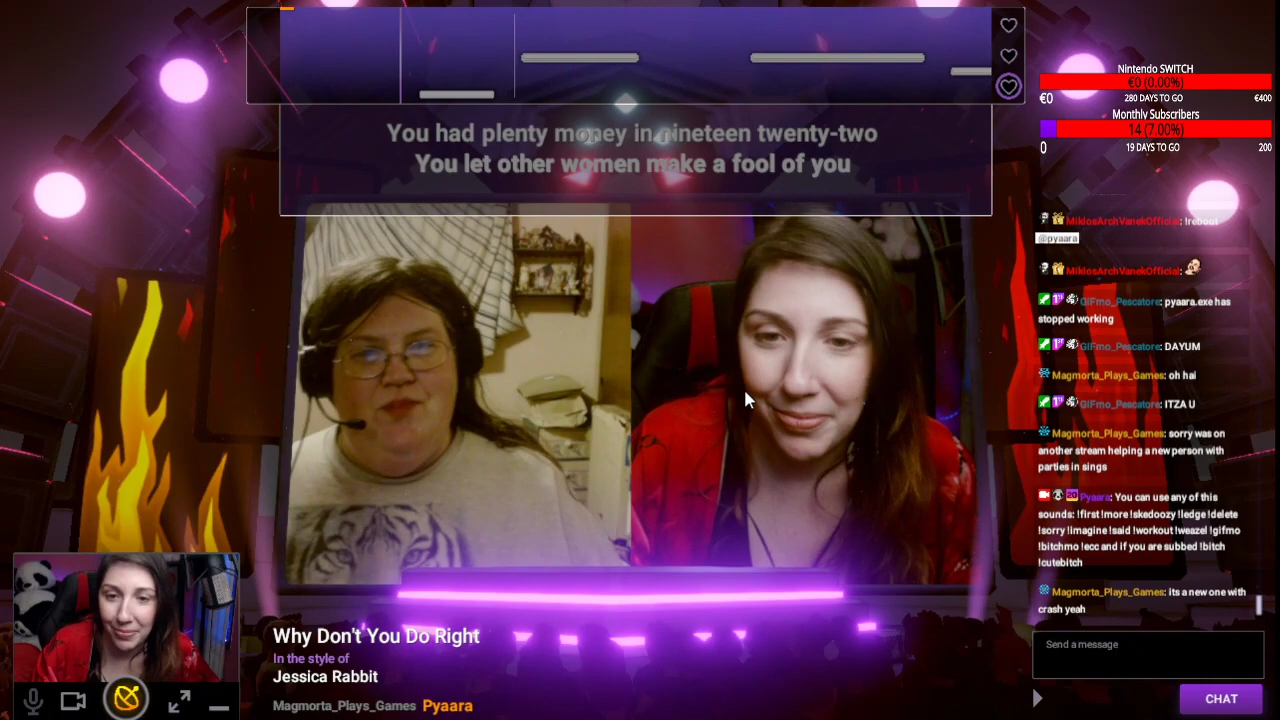 You had plenty money in nineteen twenty-two
You let other women make a fool of you
Nintendo SWITCH
€0 (0.00%)
€0 280 DAYS TO GO €400
Monthly Subscribers
14 (7.00%)
0 19 DAYS TO GO 200
MiklosArchVanekOfficial: !reboot
@pyaara
MiklosArchVanekOfficial:
GIFmo_Pescatore: pyaara.exe has
stopped working
GIFmo_Pescatore: DAYUM
Magmorta_Plays_Games: oh hai
GIFmo_Pescatore: ITZA U
Magmorta_Plays_Games: sorry was on
another stream helping a new person with
parties in sings
20 Pyaara: You can use any of this
sounds: !first !more !skedoozy !ledge !delete
!sorry !imagine !said !workout !weazel !gifmo
!bitchmo !ecc and if you are subbed !bitch
!cutebitch
Magmorta_Plays_Games: its a new one with
crash yeah
Send a message
CHAT
Why Don't You Do Right
In the style of
Jessica Rabbit
Magmorta_Plays_Games Pyaara